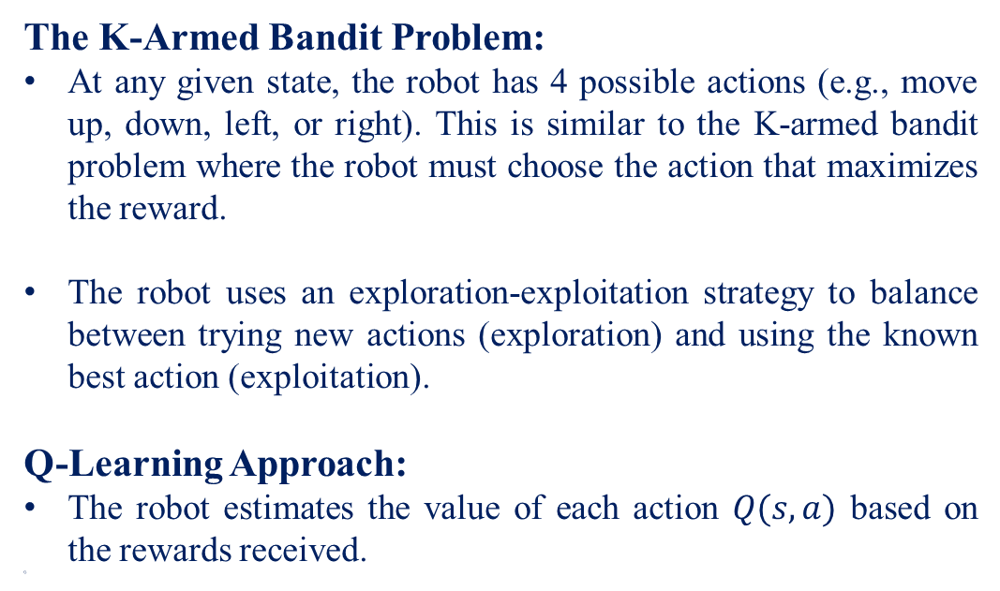 The K-Armed Bandit Problem:
• At any given state, the robot has 4 possible actions (e.g., move
up, down, left, or right). This is similar to the K-armed bandit
problem where the robot must choose the action that maximizes
the reward.
• The robot uses an exploration-exploitation strategy to balance
between trying new actions (exploration) and using the known
best action (exploitation).
Q-Learning Approach:
• The robot estimates the value of each action Q(s, a) based on
the rewards received.